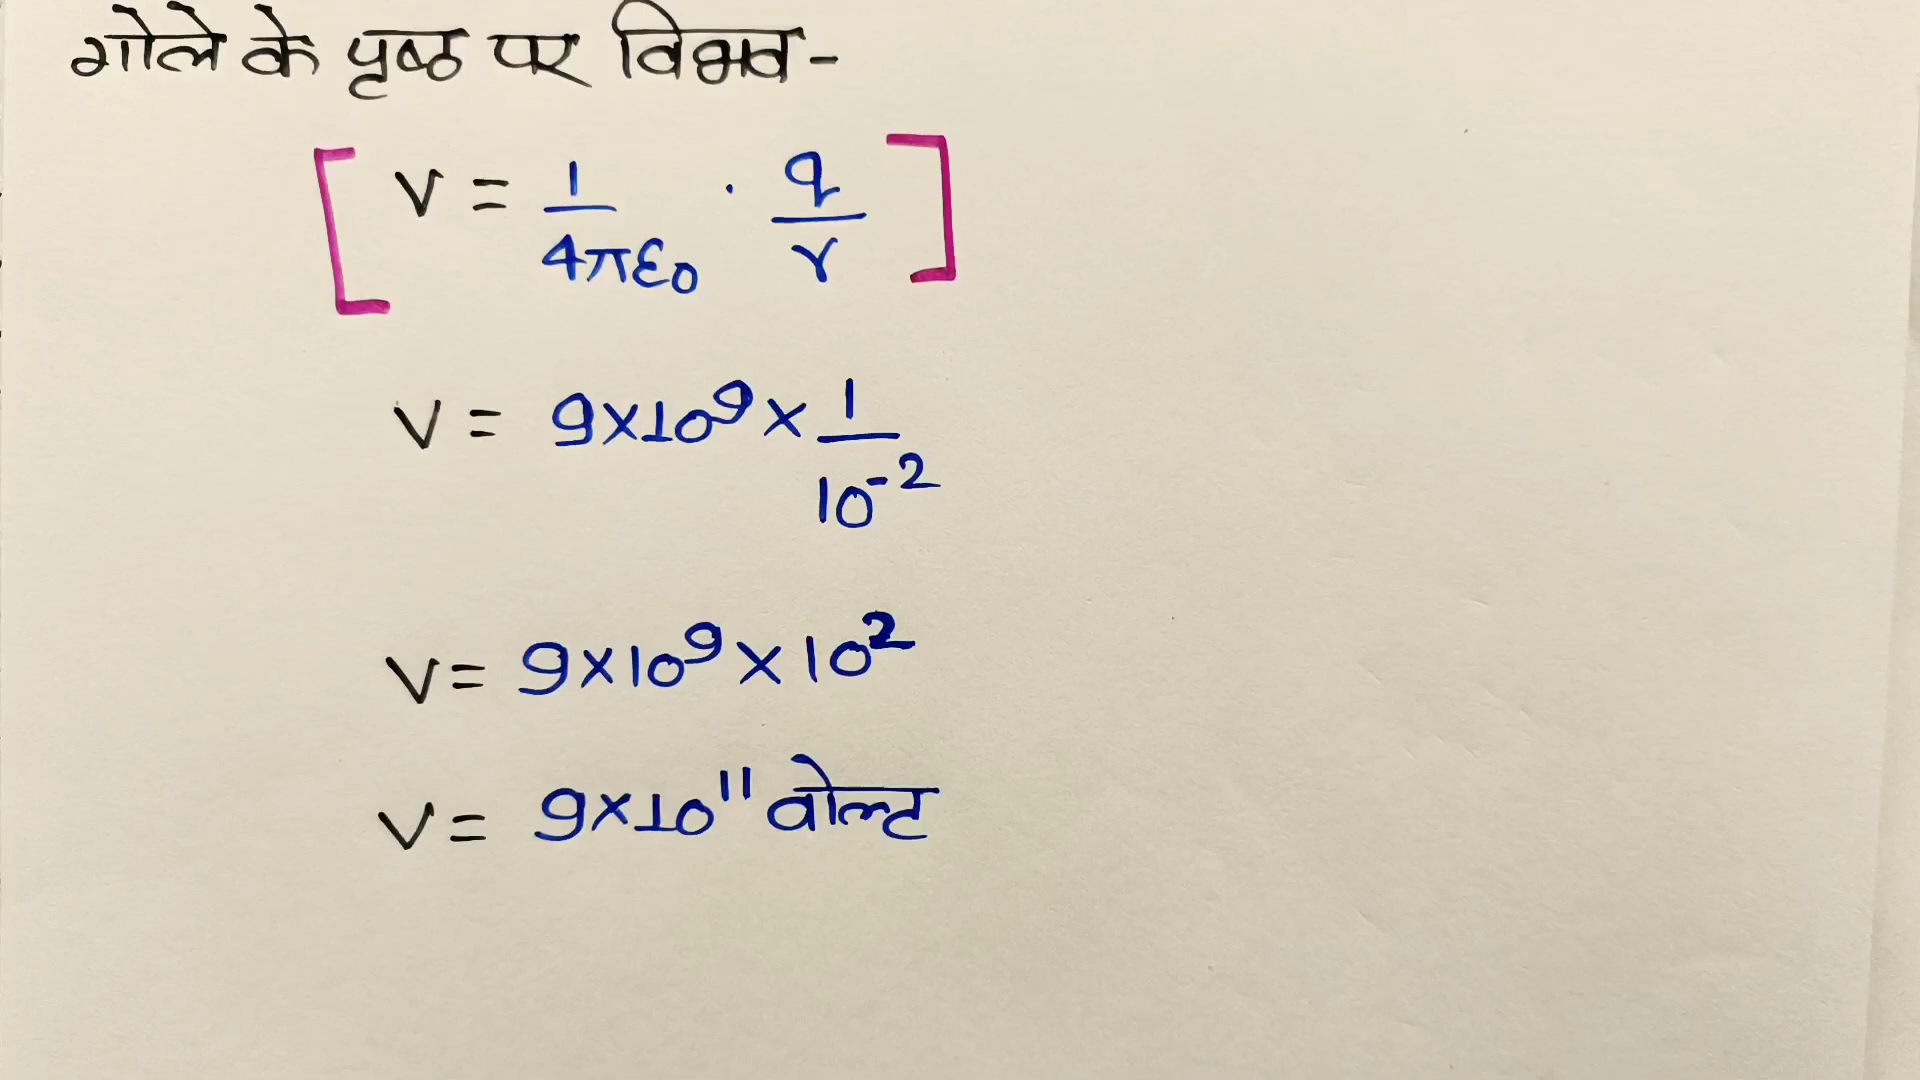 गोले के पृष्ठ पर विभव-
[ V = 1/4πε0 · q/r ]
V = 9×10⁹ × 1/10⁻²
V = 9×10⁹ × 10²
V = 9×10¹¹ वोल्ट